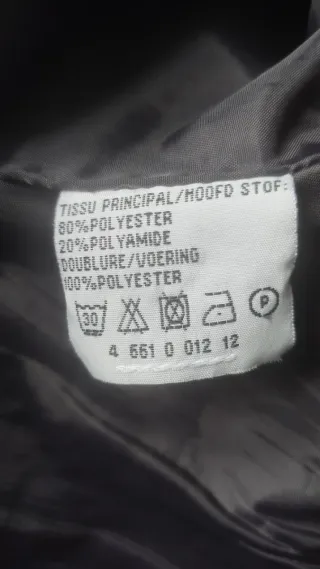 TISSU PRINCIPAL/HOOFD STOF:
80%POLYESTER
20%POLYAMIDE
DOUBLURE/VOERING
100%POLYESTER
30 P
4 661 0 012 12